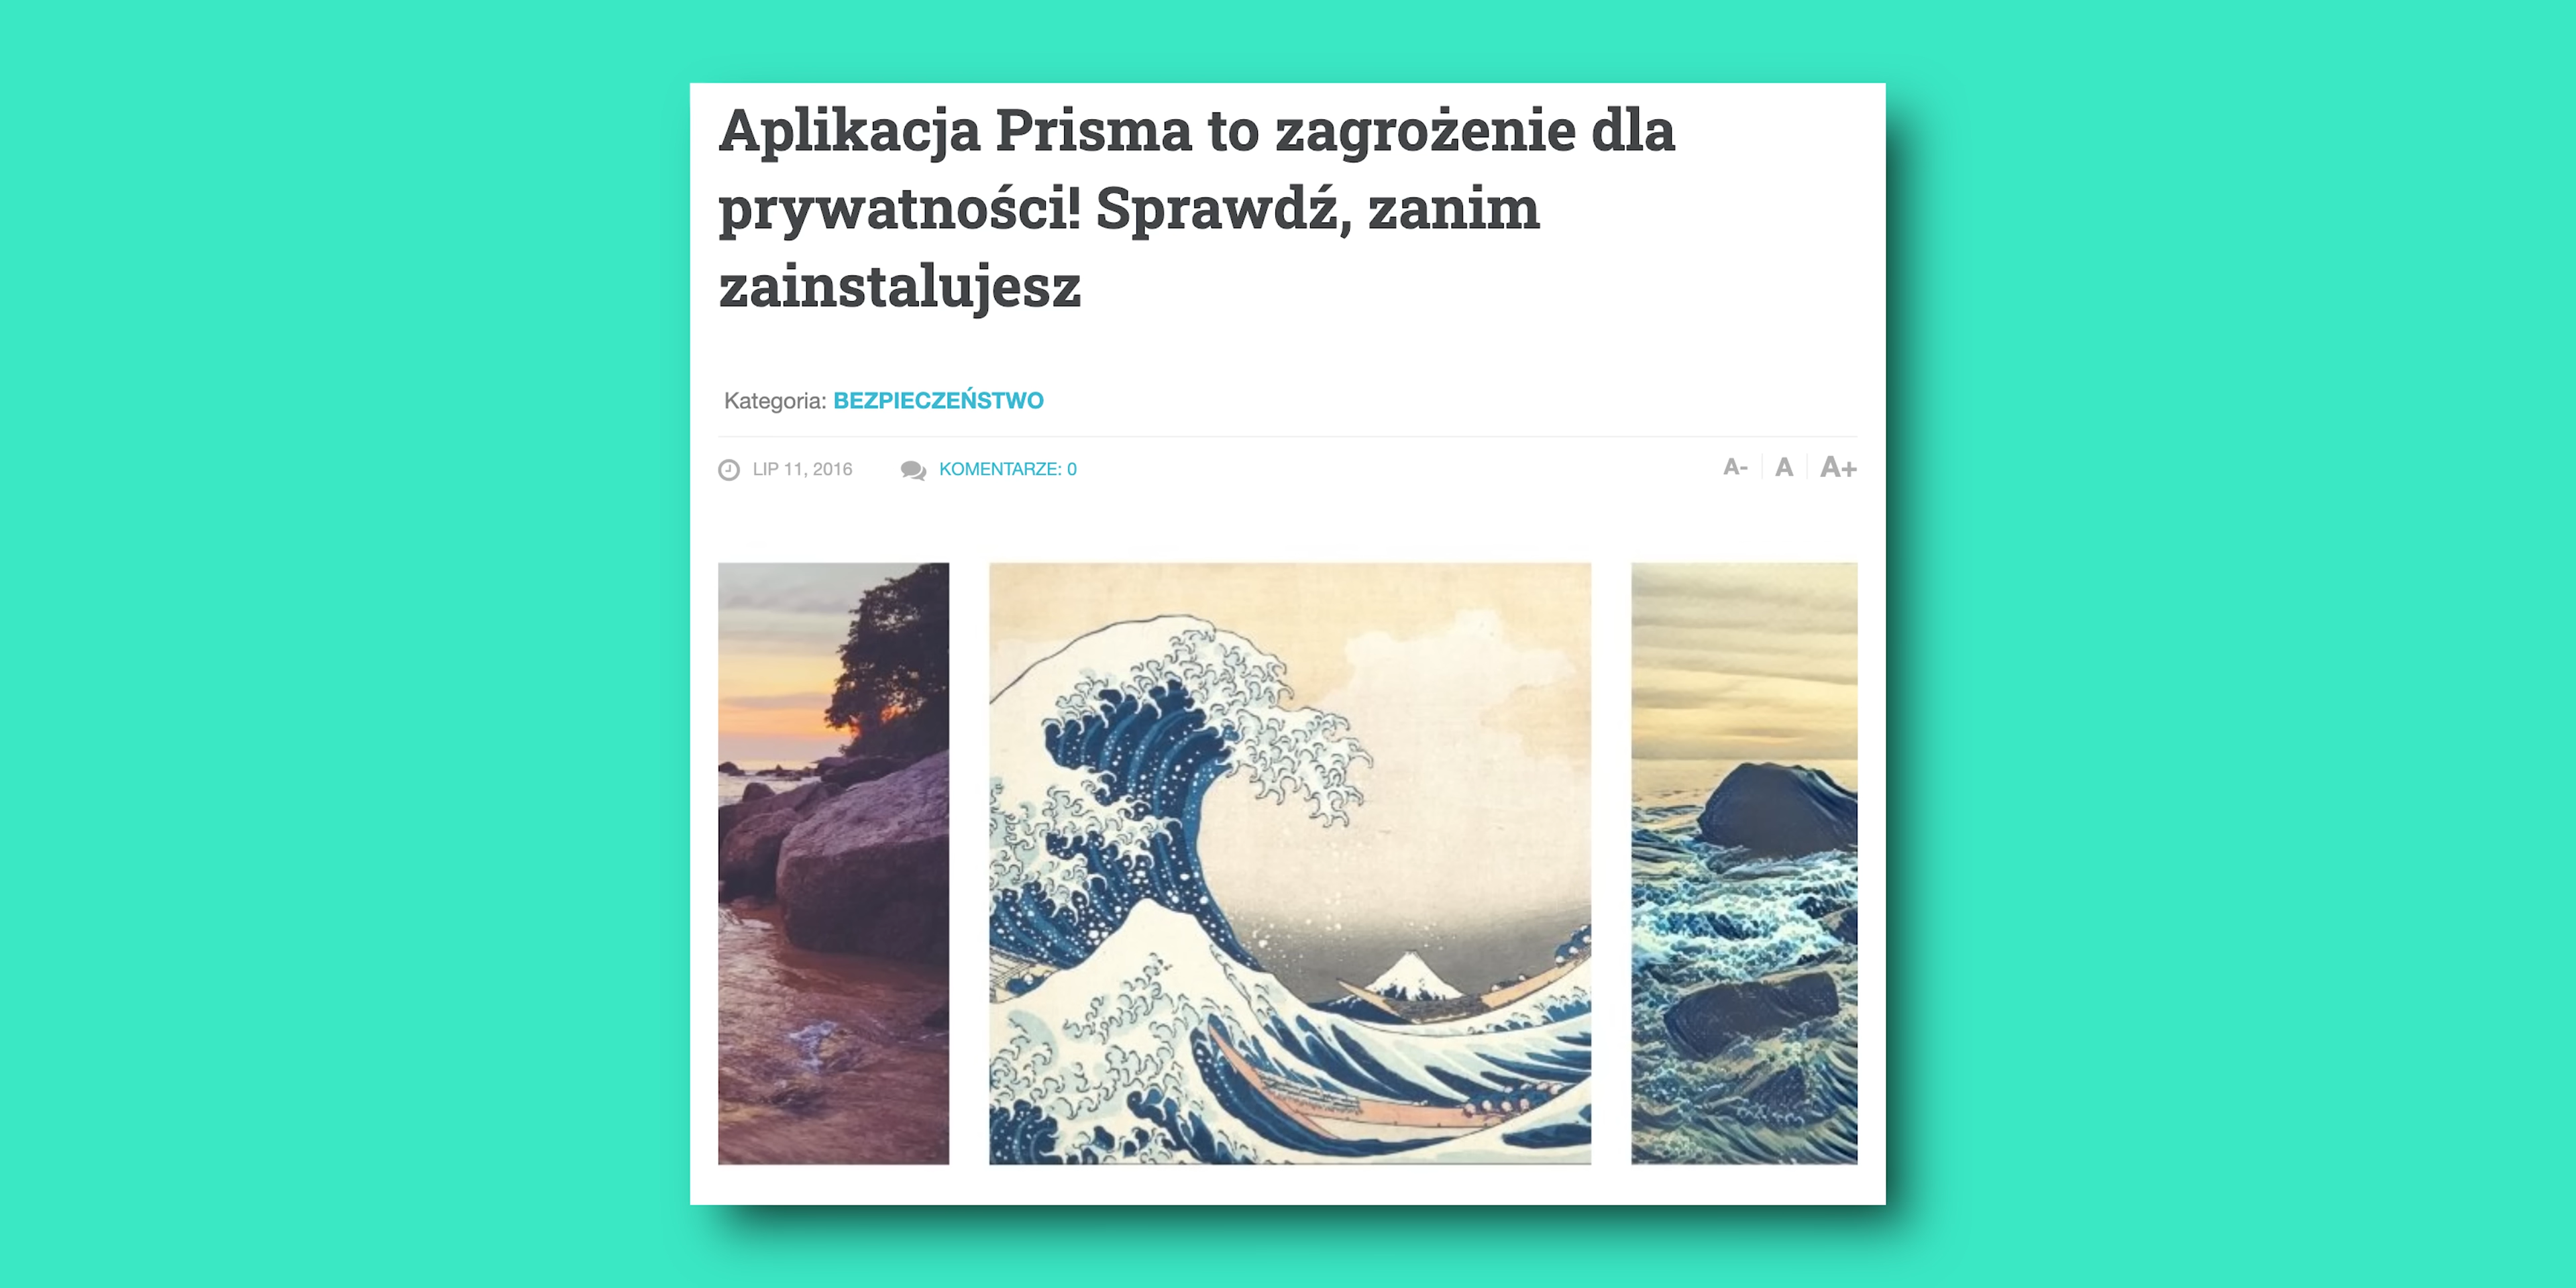 Aplikacja Prisma to zagrożenie dla
prywatności! Sprawdź, zanim
zainstalujesz
Kategoria: BEZPIECZEŃSTWO
LIP 11, 2016 KOMENTARZE: 0 A- A A+